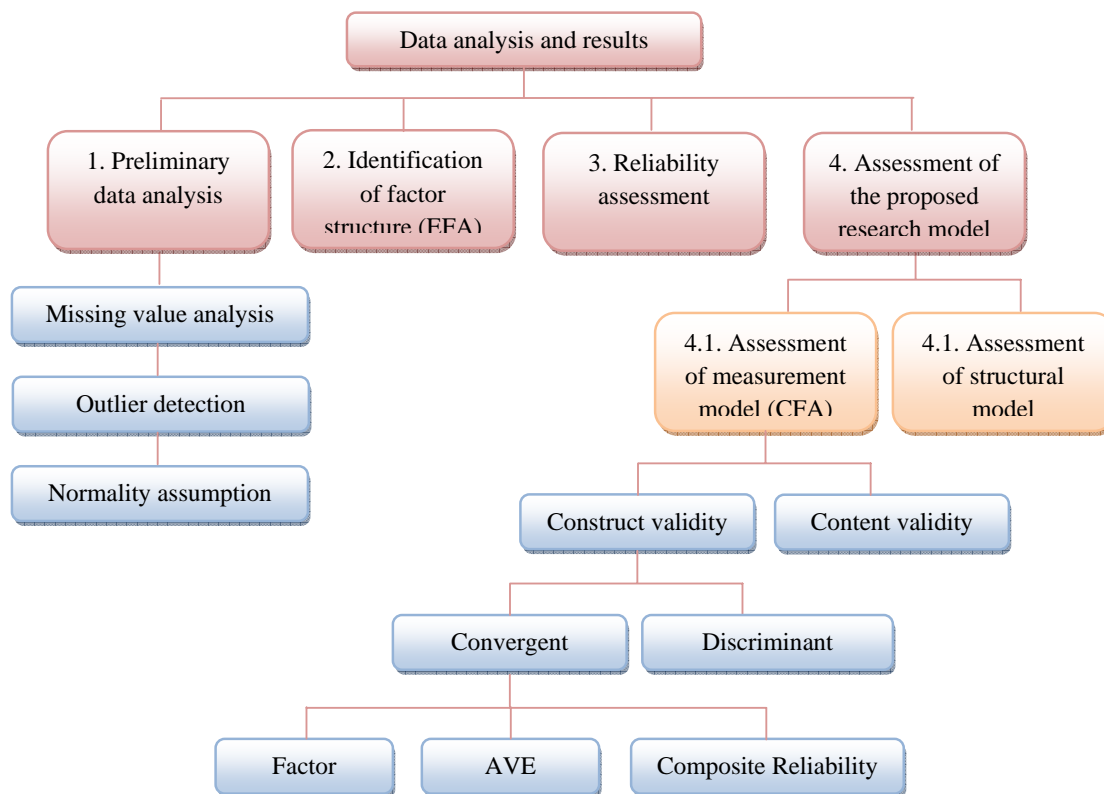 Data analysis and results
1. Preliminary
data analysis
2. Identification
of factor
structure (EFA)
3. Reliability
assessment
4. Assessment of
the proposed
research model
Missing value analysis
Outlier detection
Normality assumption
4.1. Assessment
of measurement
model (CFA)
4.1. Assessment
of structural
model
Construct validity
Content validity
Convergent
Discriminant
Factor
AVE
Composite Reliability